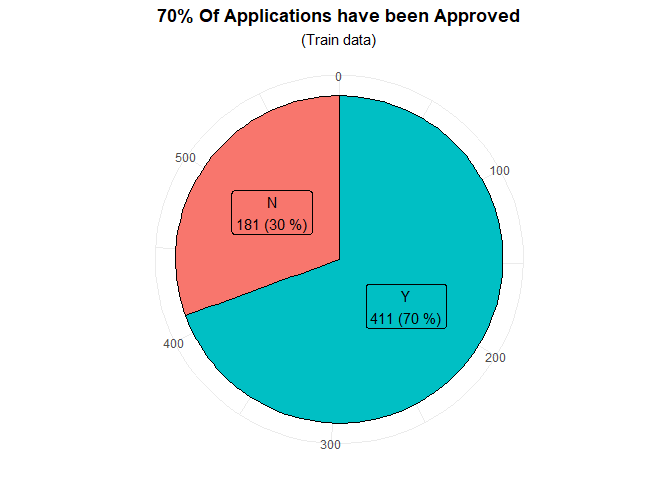 70% Of Applications have been Approved
(Train data)
0
500
100
N
181 (30 %)
Y
411 (70 %)
400
200
300